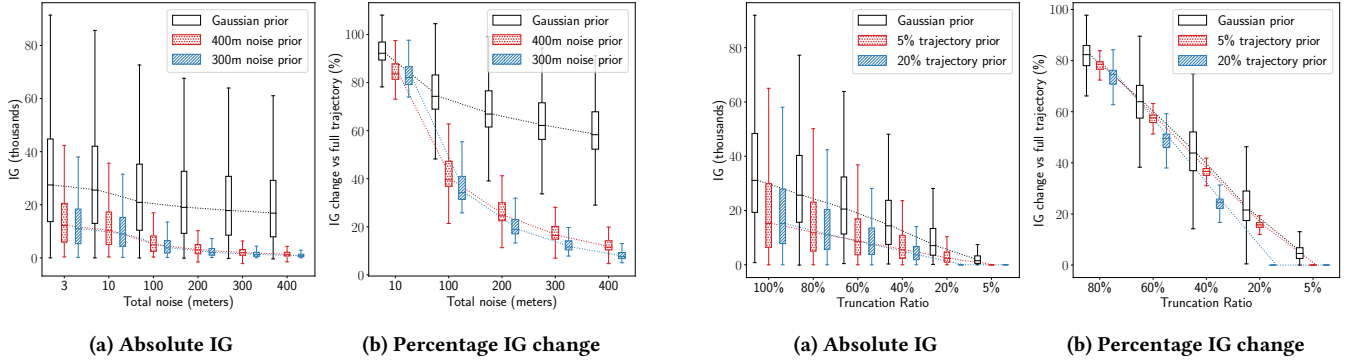 Gaussian prior
400m noise prior
300m noise prior
80
60
40
20
0
IG (thousands)
3
10
100
200
300
400
Total noise (meters)
(a) Absolute IG
Gaussian prior
400m noise prior
300m noise prior
100
80
60
40
20
0
IG change vs full trajectory (%)
10
100
200
300
400
Total noise (meters)
(b) Percentage IG change
Gaussian prior
5% trajectory prior
20% trajectory prior
80
60
40
20
0
IG (thousands)
100%
80%
60%
40%
20%
5%
Truncation Ratio
(a) Absolute IG
Gaussian prior
5% trajectory prior
20% trajectory prior
100
80
60
40
20
0
IG change vs full trajectory (%)
80%
60%
40%
20%
5%
Truncation Ratio
(b) Percentage IG change